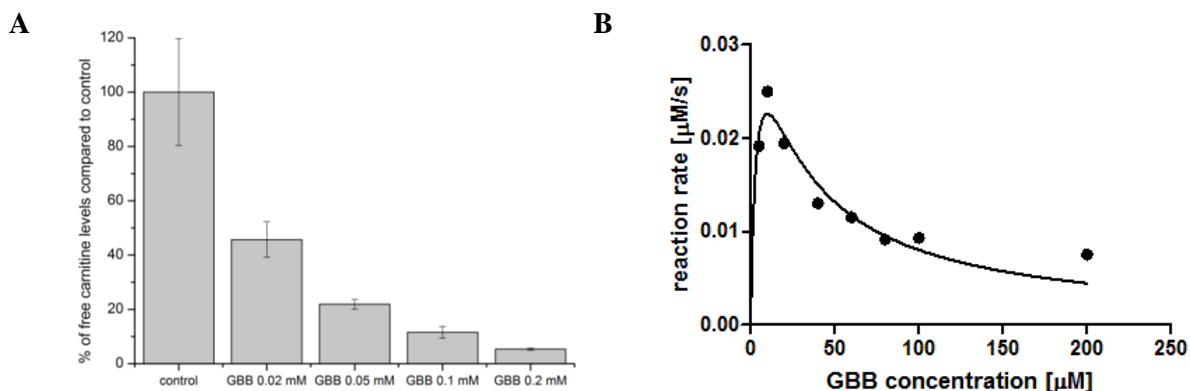 A
% of free carnitine levels compared to control
120
100
80
60
40
20
0
control
GBB 0.02 mM
GBB 0.05 mM
GBB 0.1 mM
GBB 0.2 mM
B
reaction rate [µM/s]
0.03
0.02
0.01
0.00
0
50
100
150
200
250
GBB concentration [µM]